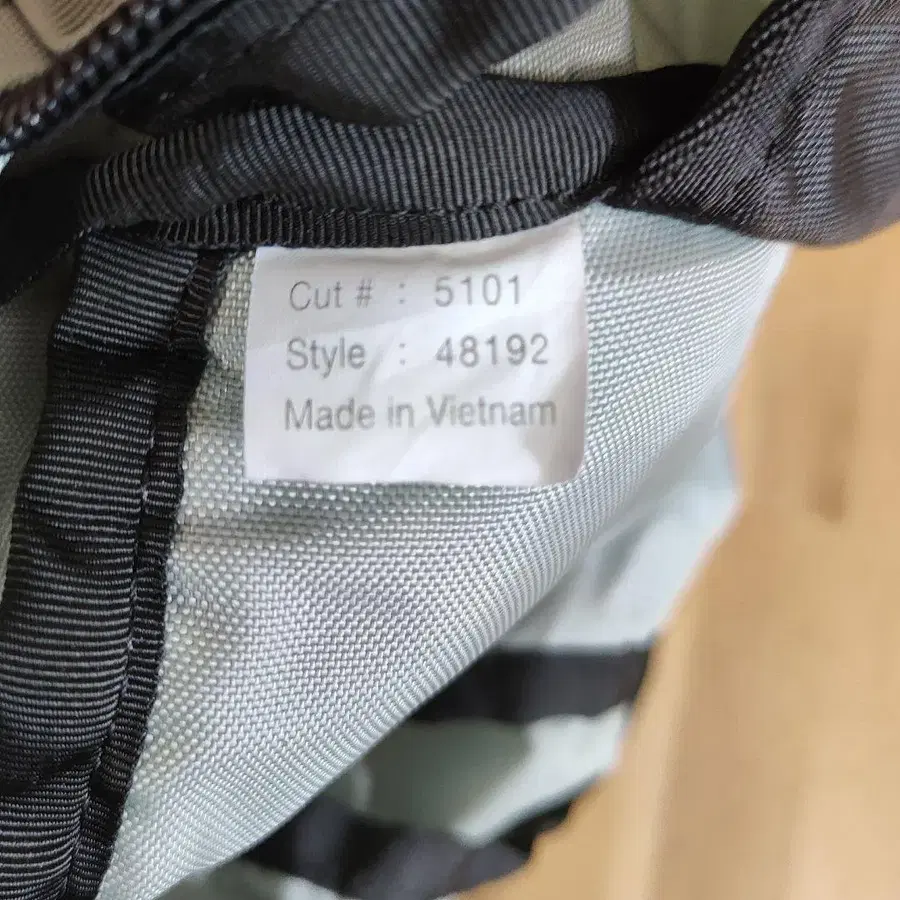 Cut # : 5101
Style : 48192
Made in Vietnam